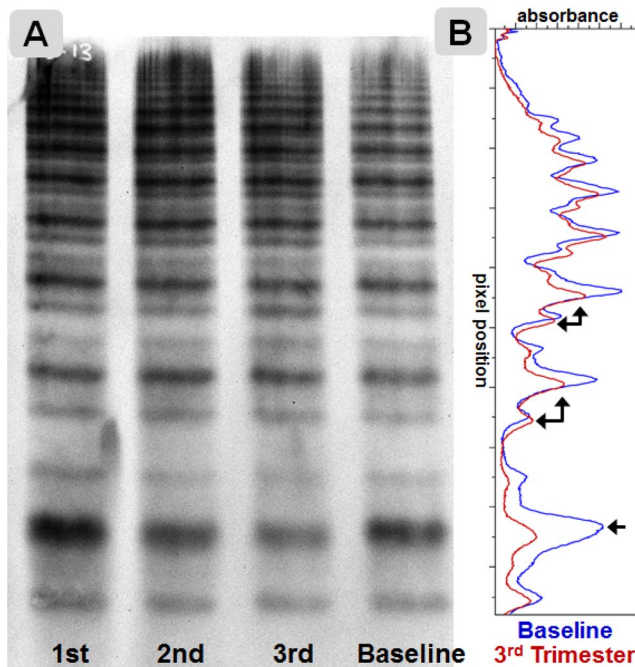 A
B
absorbance
pixel position
1st 2nd 3rd Baseline
Baseline
3rd Trimester